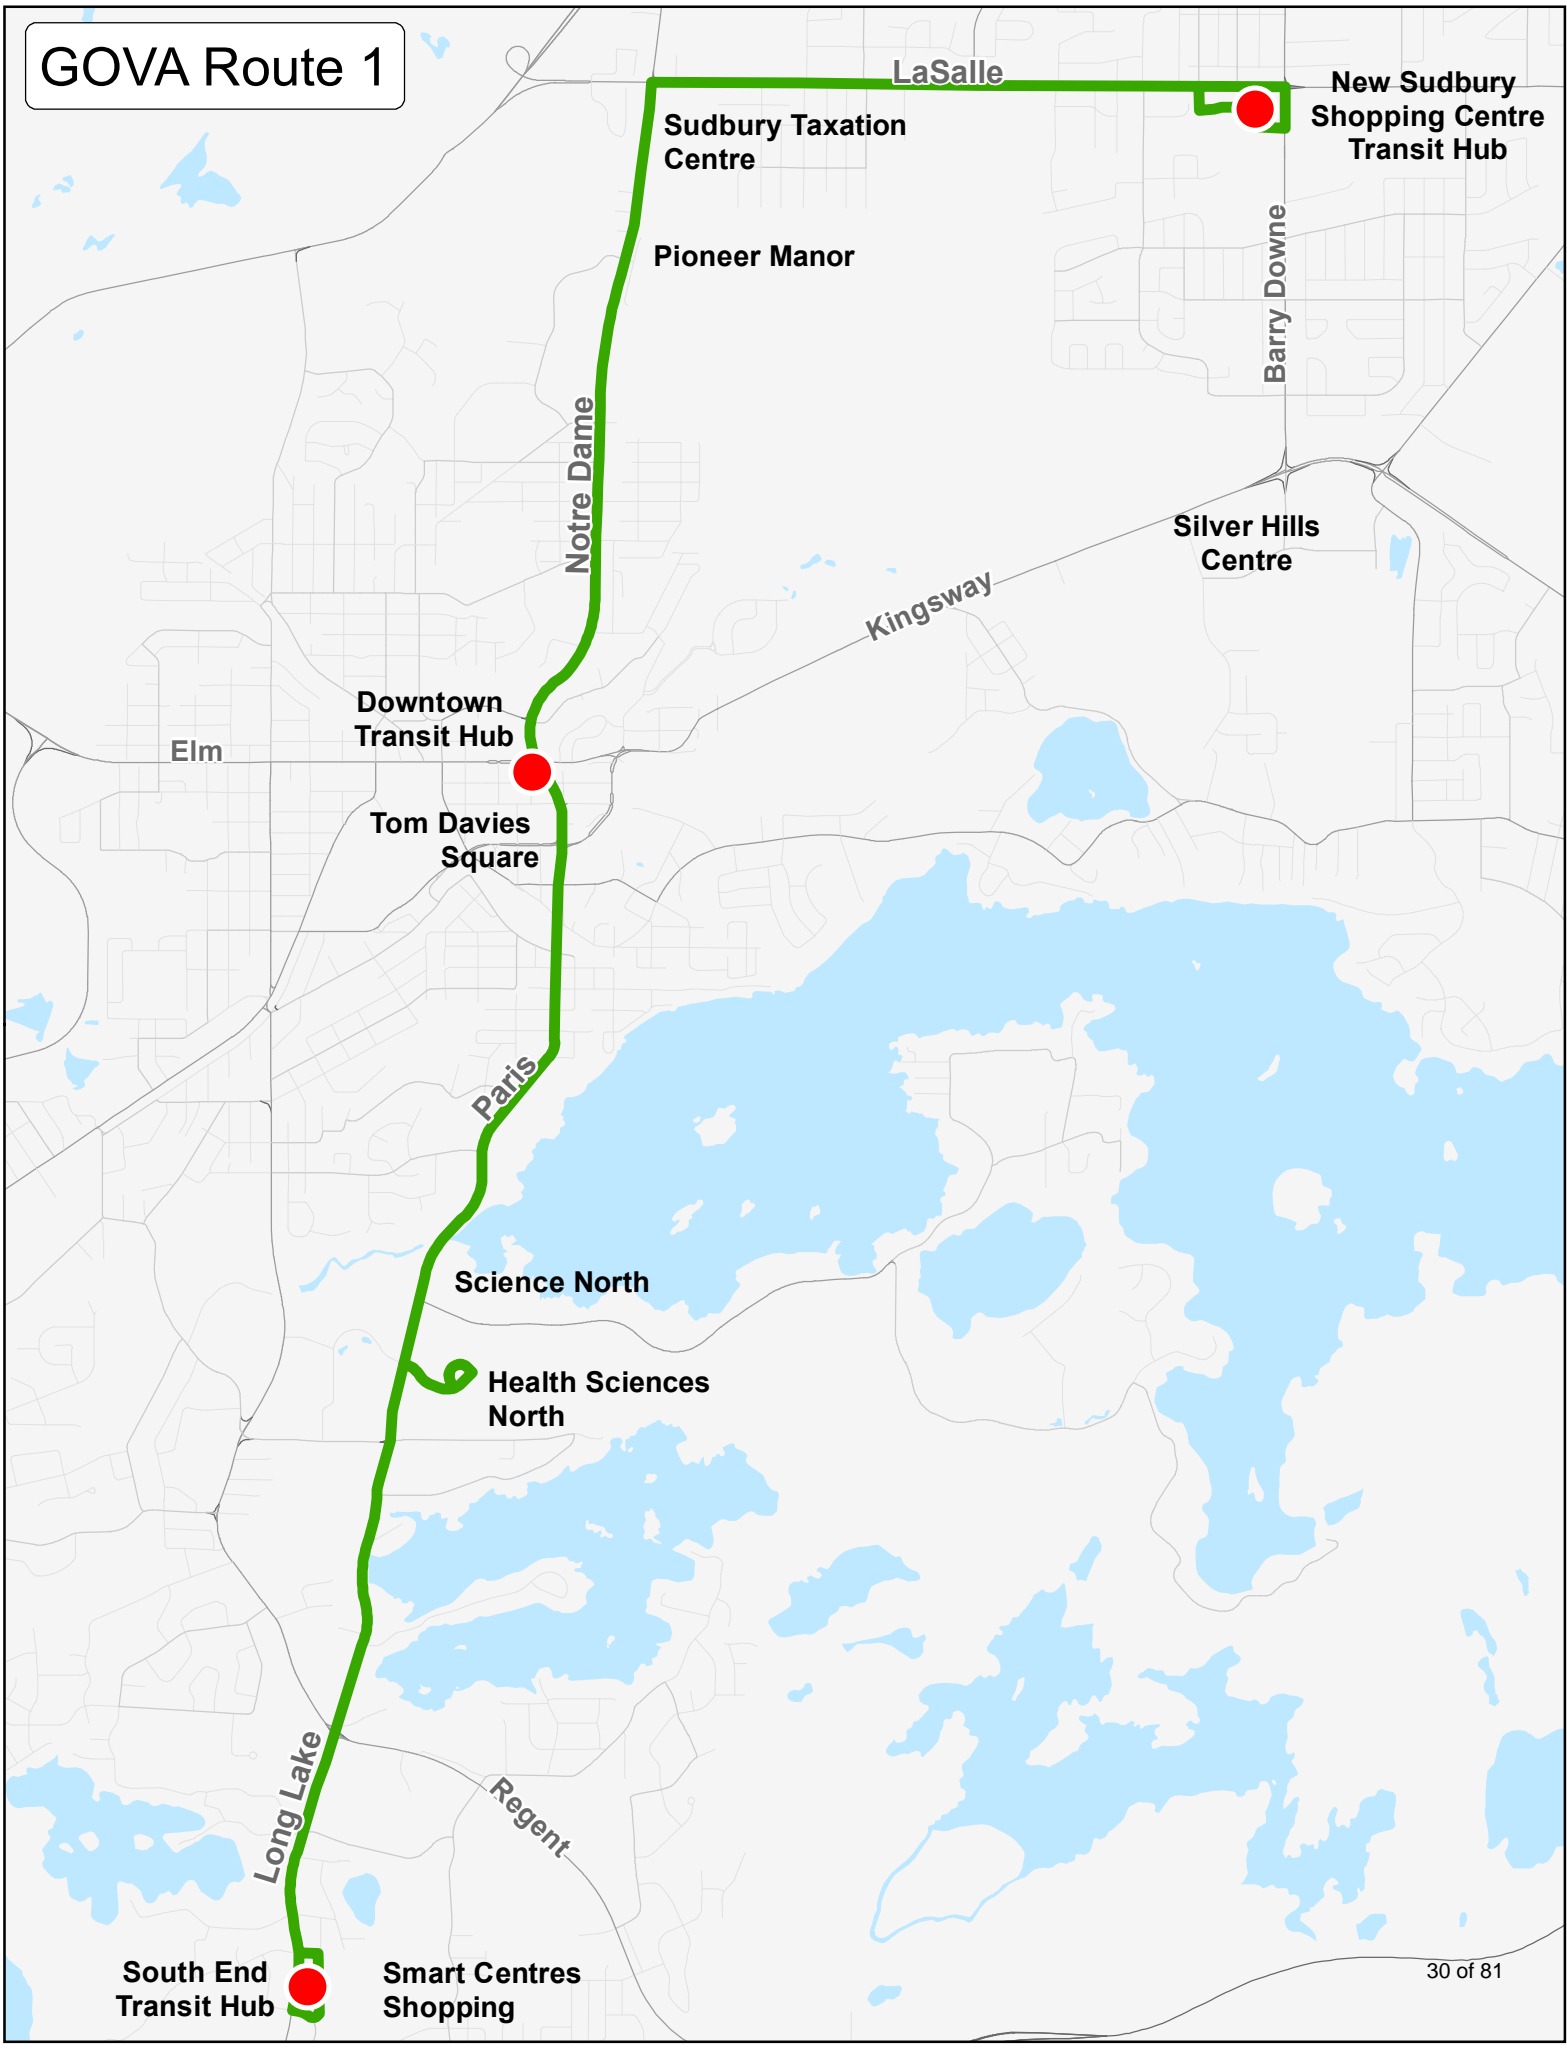 GOVA Route 1
LaSalle
New Sudbury
Shopping Centre
Transit Hub
Sudbury Taxation
Centre
Pioneer Manor
Barry Downe
Notre Dame
Silver Hills
Centre
Kingsway
Downtown
Transit Hub
Elm
Tom Davies
Square
Paris
Science North
Health Sciences
North
Long Lake
Regent
South End
Transit Hub
Smart Centres
Shopping
30 of 81